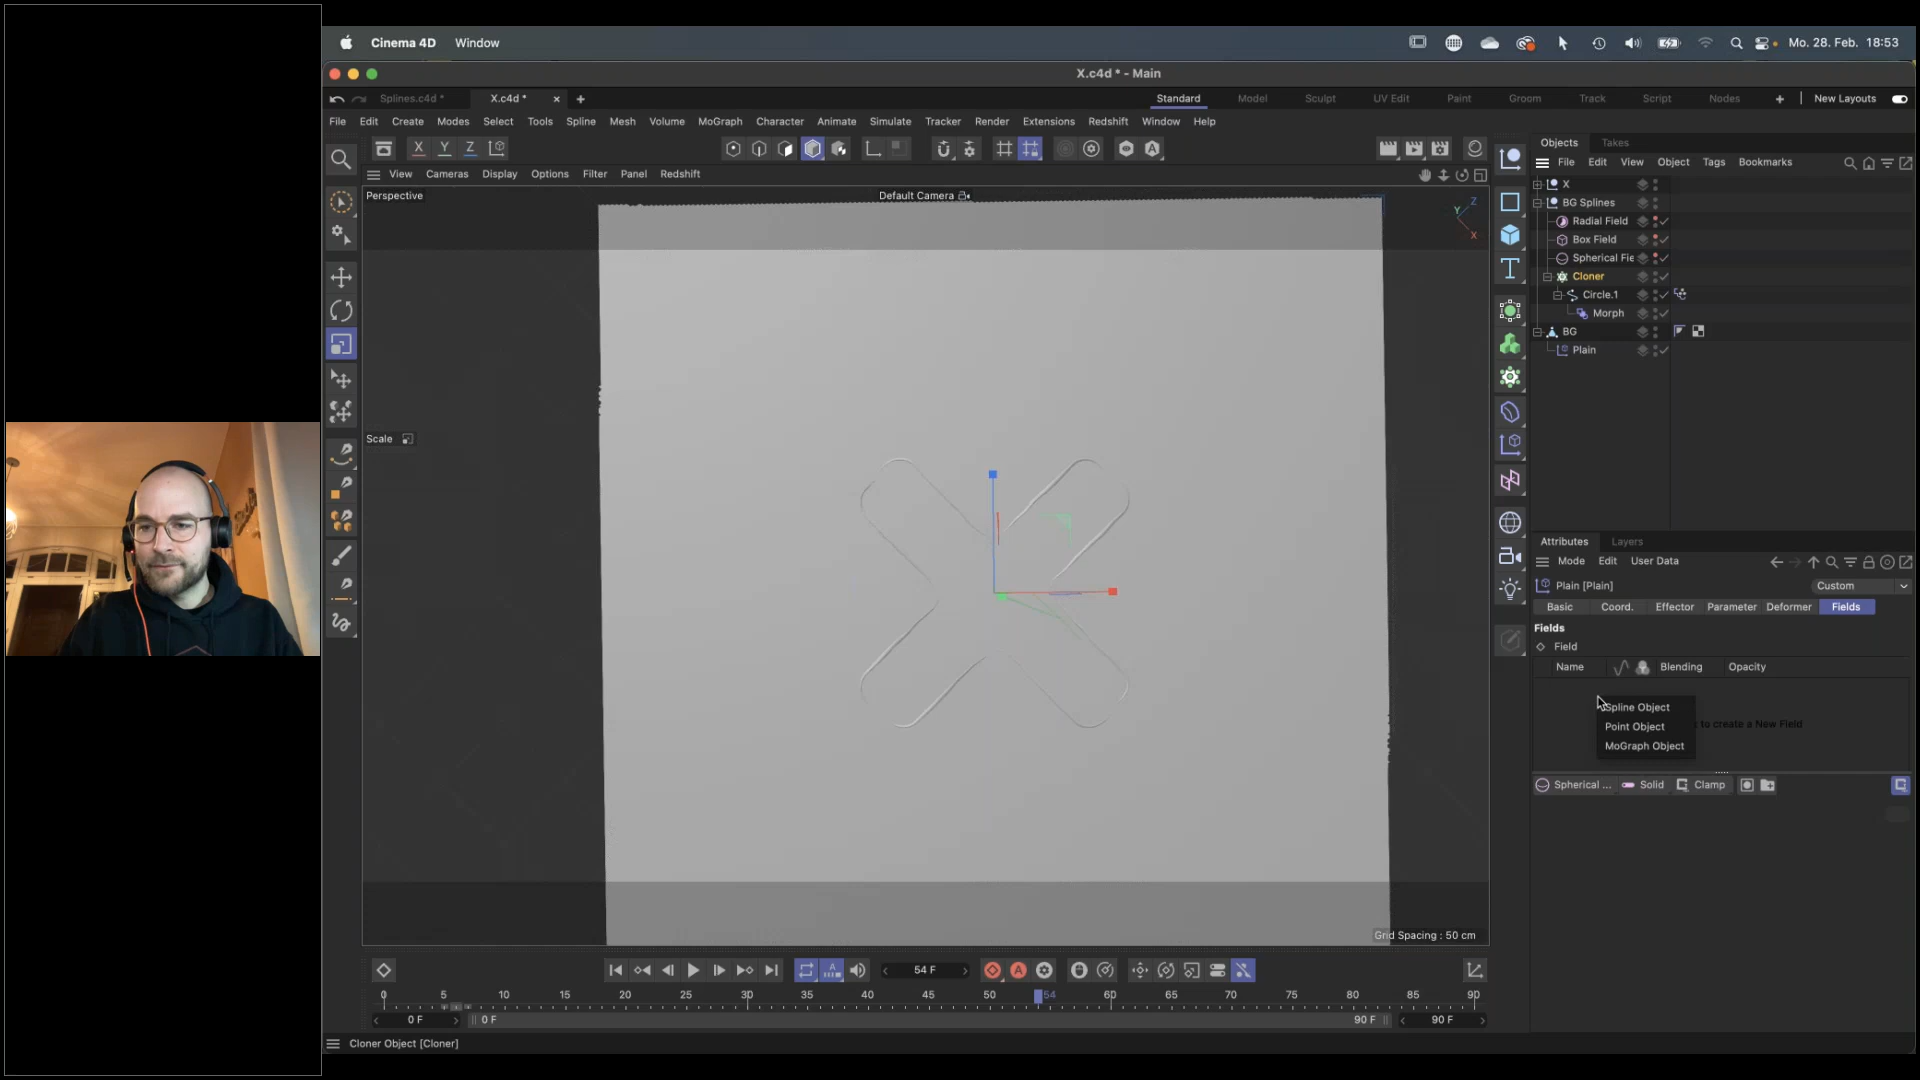 Cinema 4D Window
Mo. 28. Feb. 18:53
X.c4d * - Main
Splines.c4d * X.c4d *
Standard Model Sculpt UV Edit Paint Groom Track Script Nodes New Layouts
File Edit Create Modes Select Tools Spline Mesh Volume MoGraph Character Animate Simulate Tracker Render Extensions Redshift Window Help
X Y Z
View Cameras Display Options Filter Panel Redshift
Perspective
Default Camera
Z
Y
X
Scale
Grid Spacing : 50 cm
Objects Takes
File Edit View Object Tags Bookmarks
X
BG Splines
Radial Field
Box Field
Spherical Fie
Cloner
Circle.1
Morph
BG
Plain
Attributes Layers
Mode Edit User Data
Plain [Plain] Custom
Basic Coord. Effector Parameter Deformer Fields
Fields
Field
Name Blending Opacity
Spline Object
to create a New Field
Point Object
MoGraph Object
Spherical ... Solid Clamp
54 F
0 5 10 15 20 25 30 35 40 45 50 54 60 65 70 75 80 85 90
0 F 0 F 90 F 90 F
Cloner Object [Cloner]